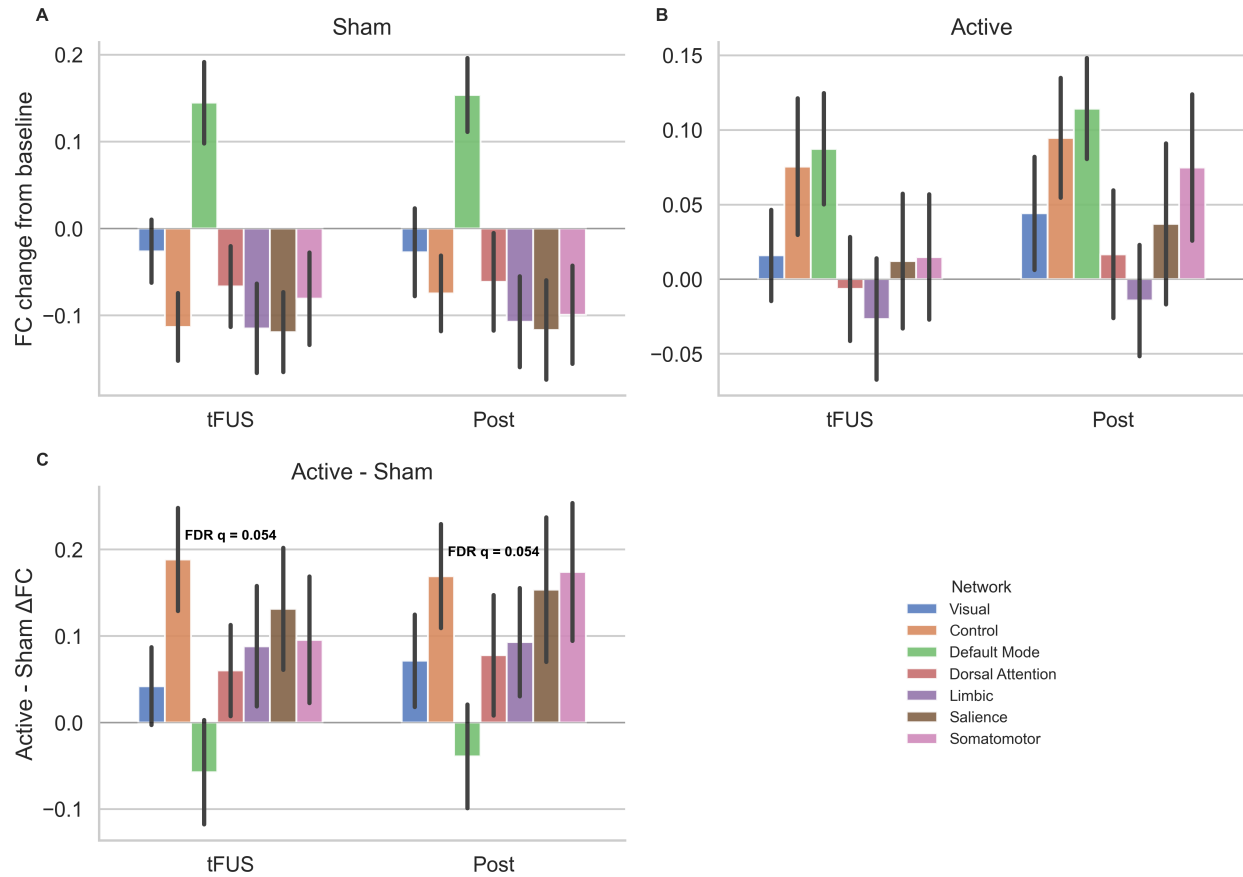 A
Sham
FC change from baseline
0.2
0.1
0.0
−0.1
tFUS
Post
B
Active
0.15
0.10
0.05
0.00
−0.05
tFUS
Post
C
Active - Sham
Active - Sham ΔFC
0.2
0.1
0.0
−0.1
FDR q = 0.054
FDR q = 0.054
tFUS
Post
Network
Visual
Control
Default Mode
Dorsal Attention
Limbic
Salience
Somatomotor